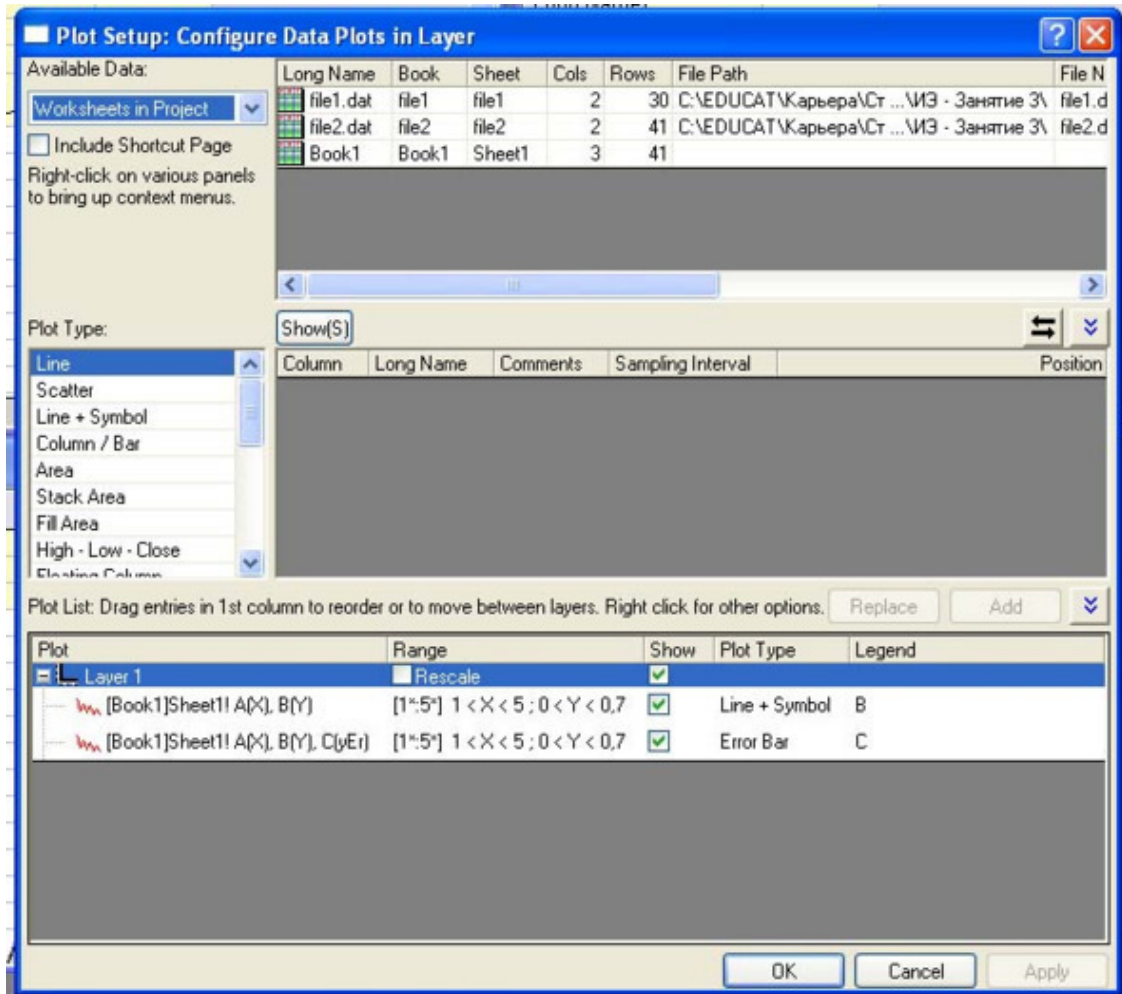 Plot Setup: Configure Data Plots in Layer
Available Data:
Worksheets in Project
Include Shortcut Page
Right-click on various panels
to bring up context menus.
Long Name Book Sheet Cols Rows File Path File N
file1.dat file1 file1 2 30 C:\EDUCAT\Карьера\Ст ...\ИЭ - Занятие 3\ file1.d
file2.dat file2 file2 2 41 C:\EDUCAT\Карьера\Ст ...\ИЭ - Занятие 3\ file2.d
Book1 Book1 Sheet1 3 41
Plot Type:
Show(S)
Line
Scatter
Line + Symbol
Column / Bar
Area
Stack Area
Fill Area
High - Low - Close
Floating Column
Column Long Name Comments Sampling Interval Position
Plot List: Drag entries in 1st column to reorder or to move between layers. Right click for other options. Replace Add
Plot Range Show Plot Type Legend
Layer 1 Rescale
[Book1]Sheet1! A(X), B(Y) [1*:5*] 1 < X < 5 ; 0 < Y < 0,7 Line + Symbol B
[Book1]Sheet1! A(X), B(Y), C(yEr) [1*:5*] 1 < X < 5 ; 0 < Y < 0,7 Error Bar C
OK Cancel Apply